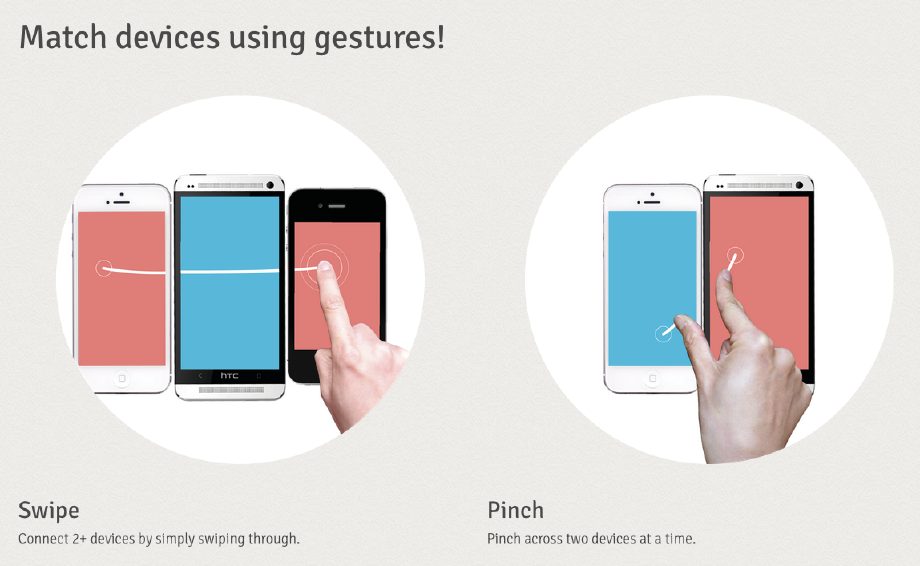 Match devices using gestures!
hTC
Swipe
Connect 2+ devices by simply swiping through.
Pinch
Pinch across two devices at a time.